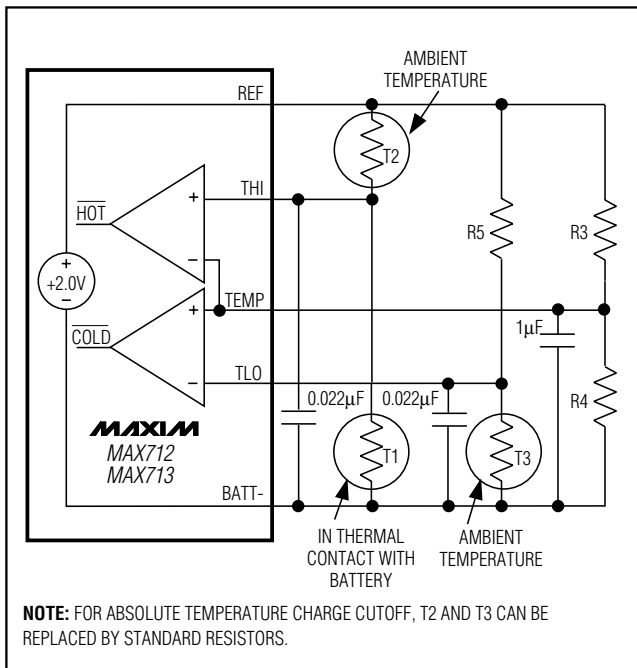 AMBIENT
TEMPERATURE
REF
T2
THI
+
HOT
R5
R3
−
+
+2.0V
−
TEMP
+
COLD
1µF
−
TLO
R4
0.022µF
0.022µF
MAXIM
MAX712
MAX713
T1
T3
BATT-
IN THERMAL
CONTACT WITH
BATTERY
AMBIENT
TEMPERATURE
NOTE: FOR ABSOLUTE TEMPERATURE CHARGE CUTOFF, T2 AND T3 CAN BE
REPLACED BY STANDARD RESISTORS.